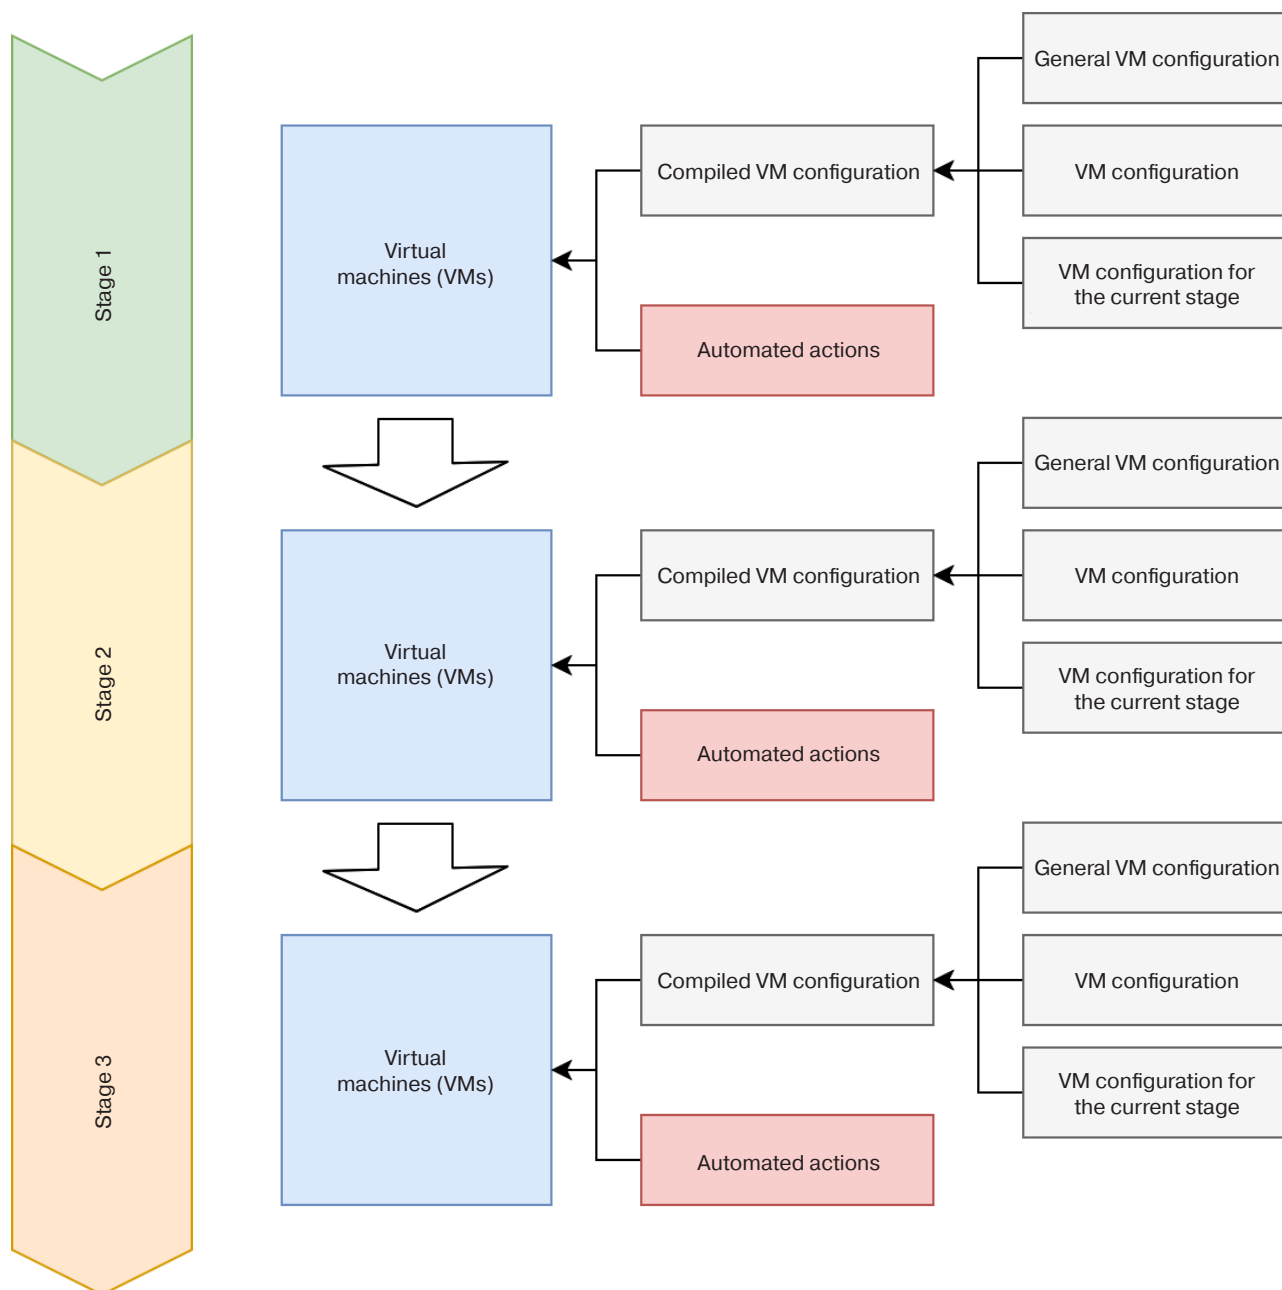 Stage 1
General VM configuration
Compiled VM configuration
VM configuration
Virtual
machines (VMs)
VM configuration for
the current stage
Automated actions
Stage 2
General VM configuration
Compiled VM configuration
VM configuration
Virtual
machines (VMs)
VM configuration for
the current stage
Automated actions
Stage 3
General VM configuration
Compiled VM configuration
VM configuration
Virtual
machines (VMs)
VM configuration for
the current stage
Automated actions